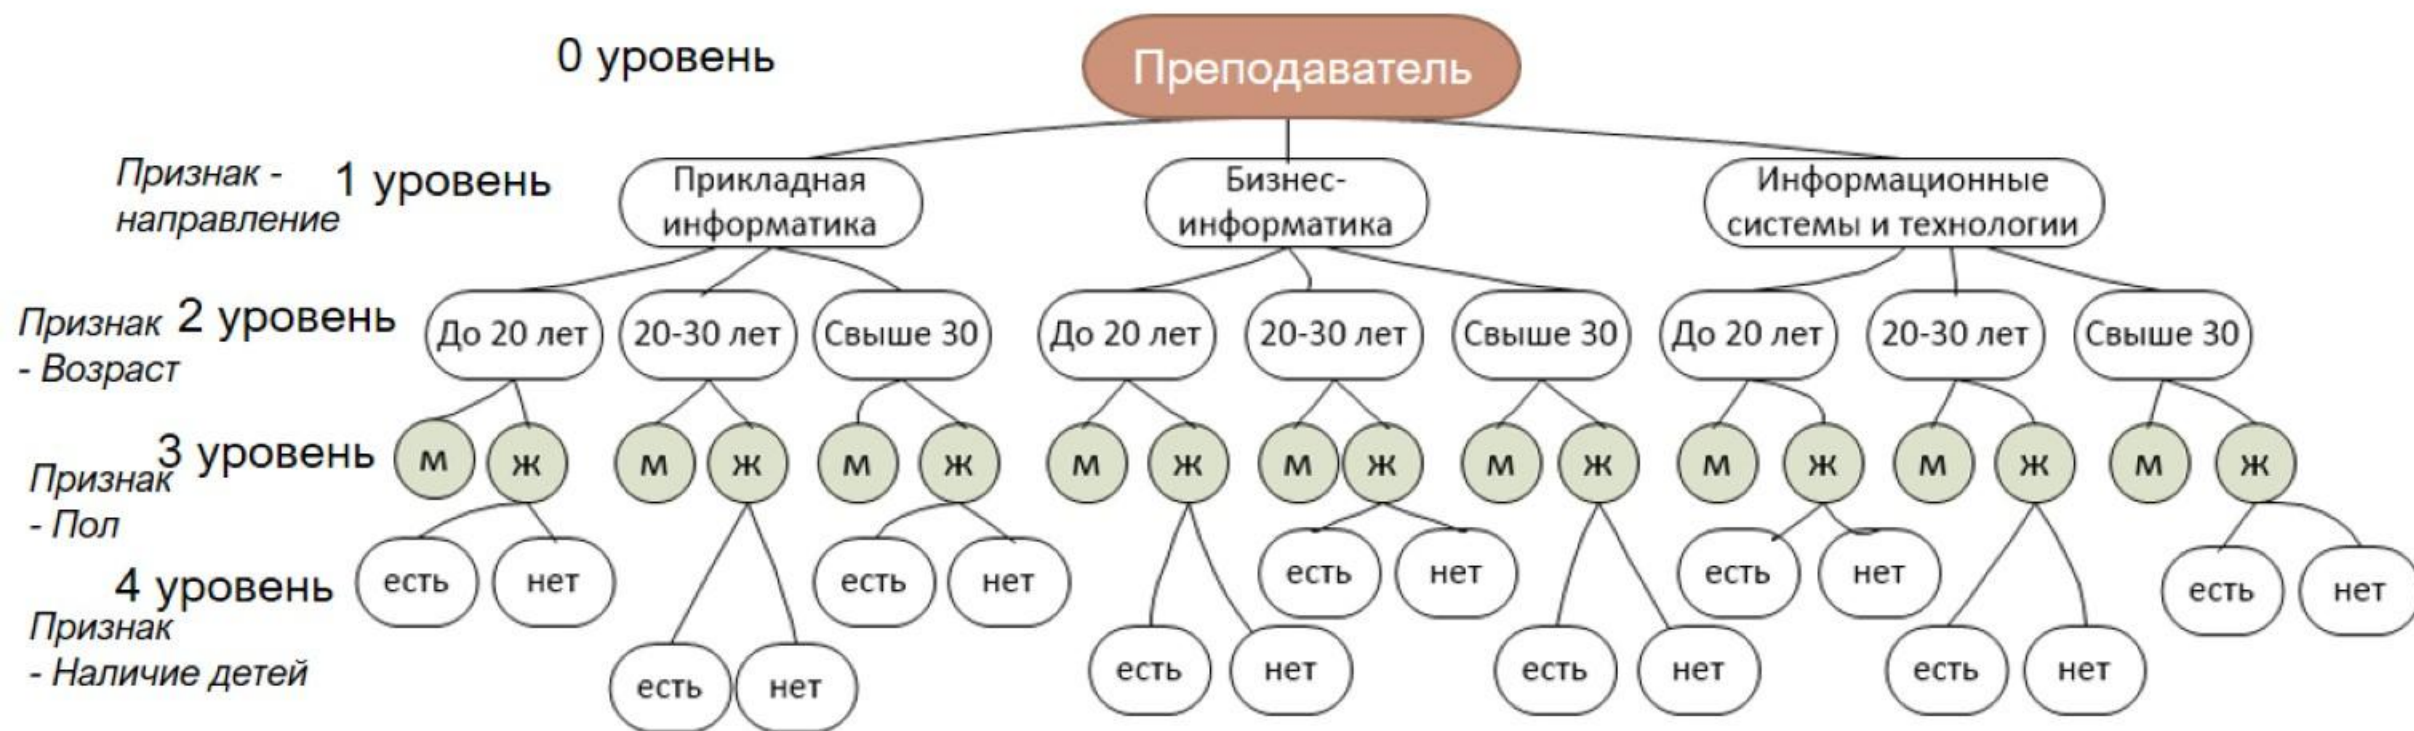 0 уровень
Преподаватель
Признак -
направление
1 уровень
Прикладная
информатика
Бизнес-
информатика
Информационные
системы и технологии
Признак
- Возраст
2 уровень
До 20 лет
20-30 лет
Свыше 30
До 20 лет
20-30 лет
Свыше 30
До 20 лет
20-30 лет
Свыше 30
3 уровень
Признак
- Пол
м
ж
м
ж
м
ж
м
ж
м
ж
м
ж
м
ж
м
ж
м
ж
4 уровень
Признак
- Наличие детей
есть
нет
есть
нет
есть
нет
есть
нет
есть
нет
есть
нет
есть
нет
есть
нет
есть
нет